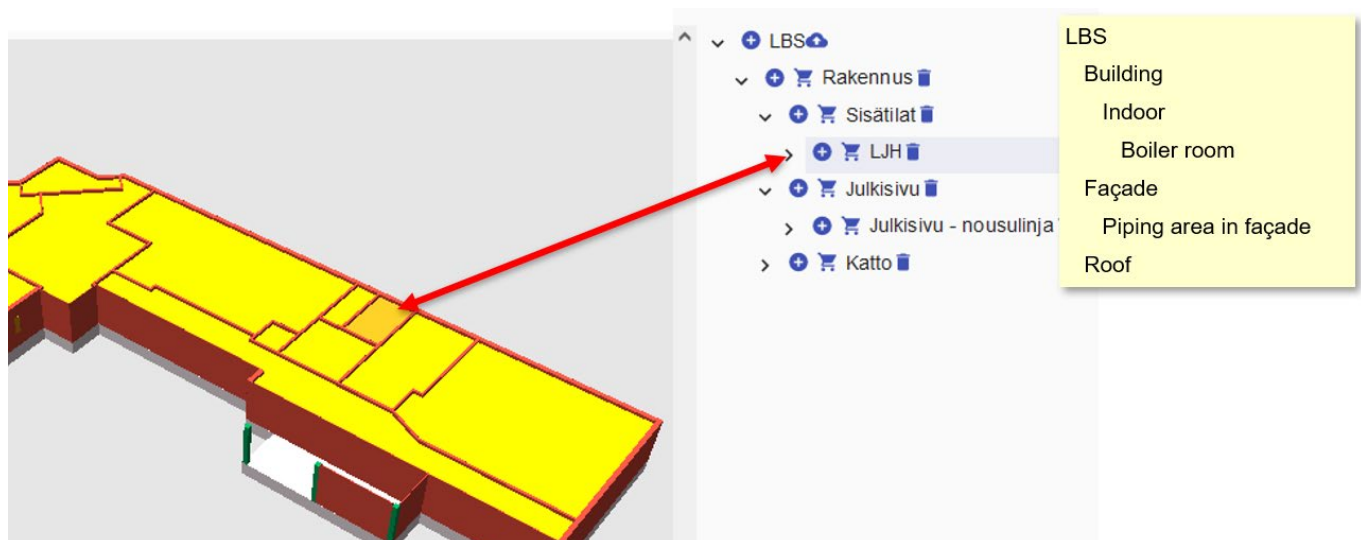 LBS
Rakennus
Sisätilat
LJH
Julkisivu
Julkisivu - nousulinja
Katto
LBS
Building
Indoor
Boiler room
Façade
Piping area in façade
Roof